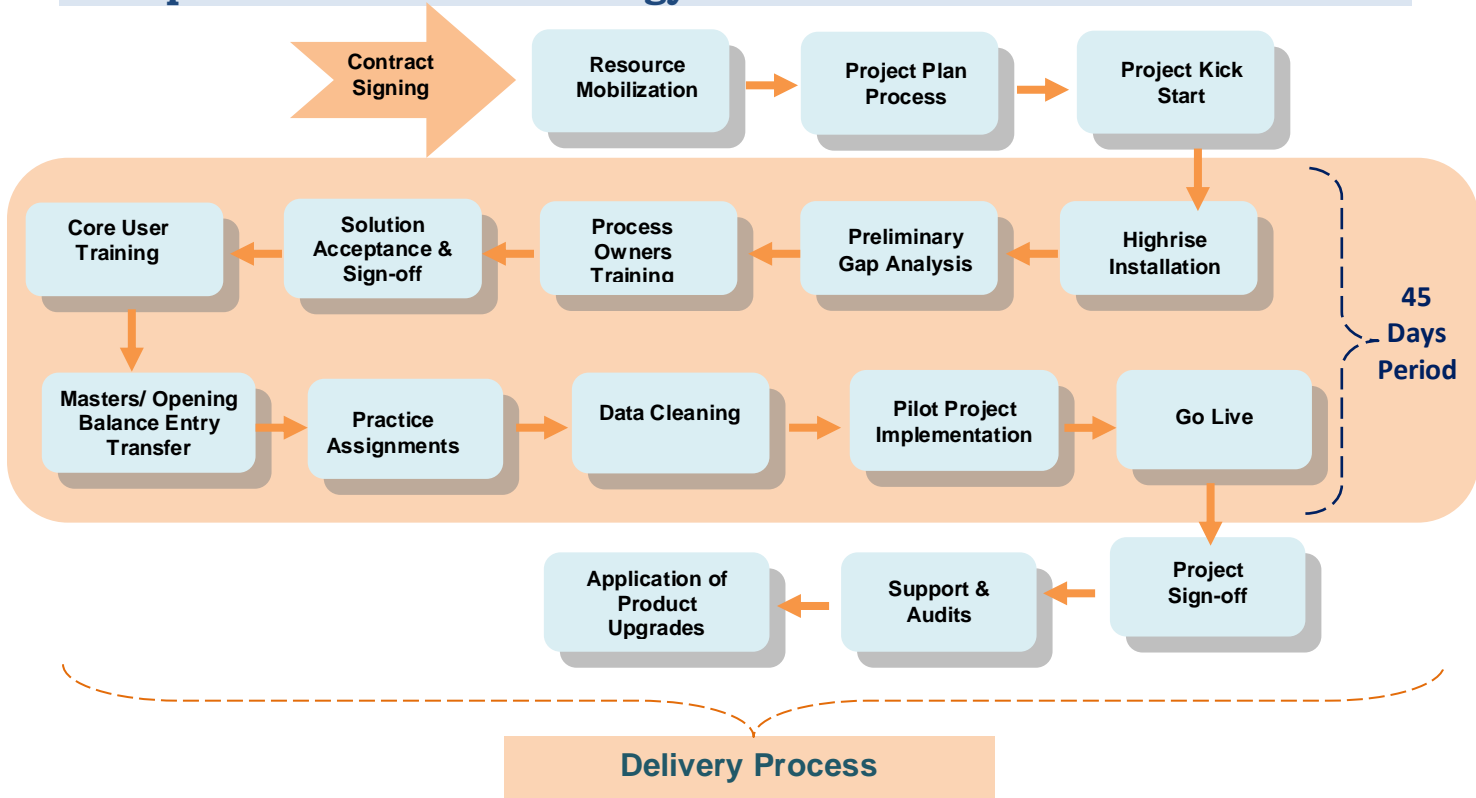 Contract
Signing
Resource
Mobilization
Project Plan
Process
Project Kick
Start
Core User
Training
Solution
Acceptance &
Sign-off
Process
Owners
Training
Preliminary
Gap Analysis
Highrise
Installation
45
Days
Period
Masters/ Opening
Balance Entry
Transfer
Practice
Assignments
Data Cleaning
Pilot Project
Implementation
Go Live
Application of
Product
Upgrades
Support &
Audits
Project
Sign-off
Delivery Process